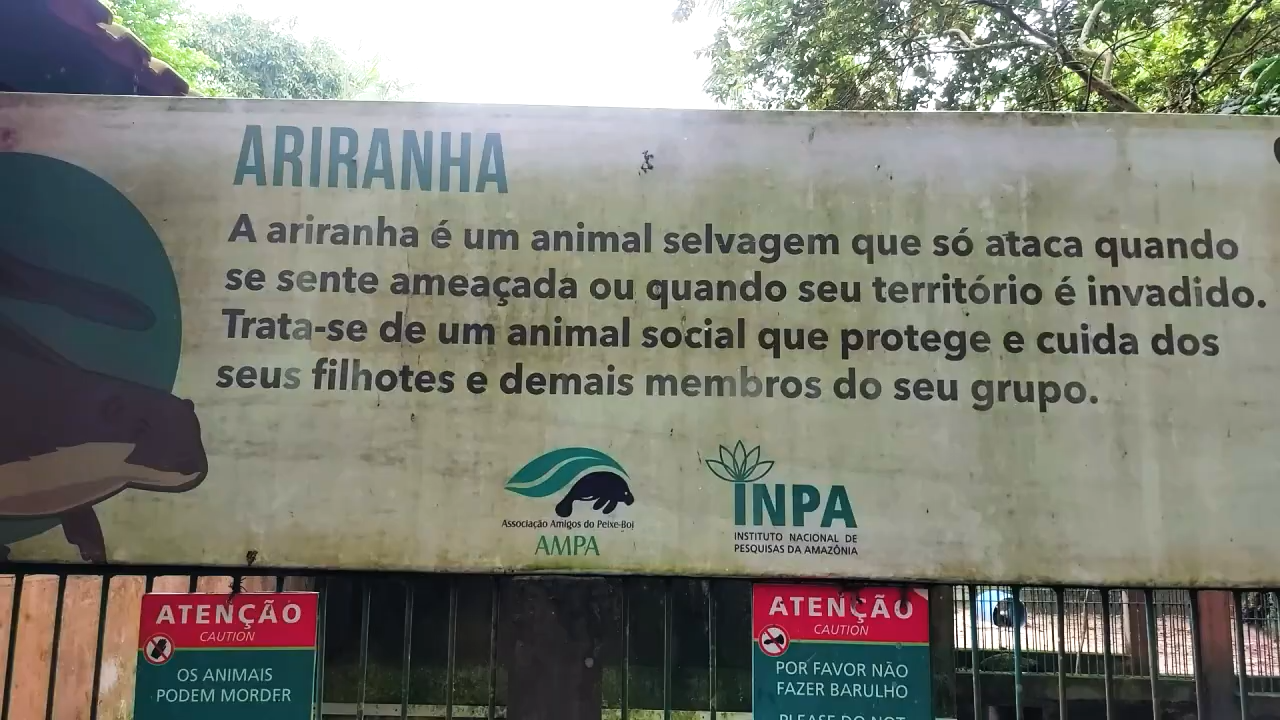 ARIRANHA
A ariranha é um animal selvagem que só ataca quando
se sente ameaçada ou quando seu território é invadido.
Trata-se de um animal social que protege e cuida dos
seus filhotes e demais membros do seu grupo.
Associação Amigos do Peixe-Boi
AMPA
INPA
INSTITUTO NACIONAL DE
PESQUISAS DA AMAZÔNIA
ATENÇÃO
CAUTION
OS ANIMAIS
PODEM MORDER
ATENÇÃO
CAUTION
POR FAVOR NÃO
FAZER BARULHO
PLEASE DO NOT